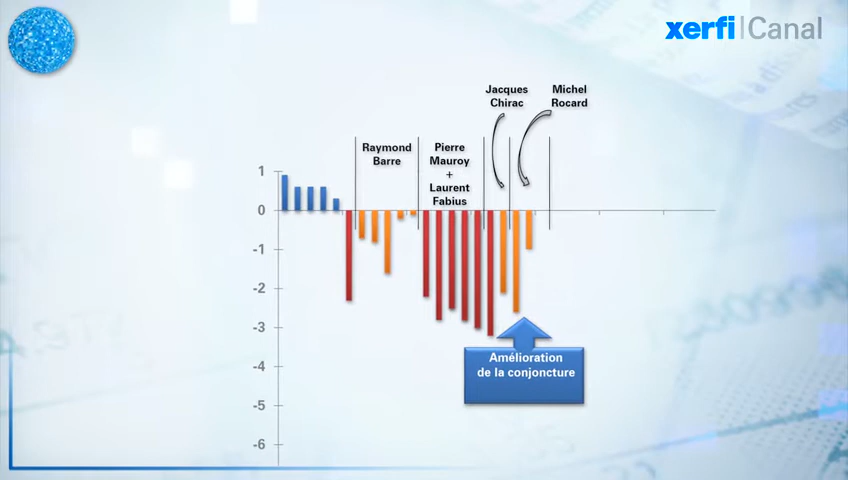 xerfi Canal
Jacques
Chirac
Michel
Rocard
Raymond
Barre
Pierre
Mauroy
+
Laurent
Fabius
1
0
-1
-2
-3
-4
-5
-6
Amélioration
de la conjoncture